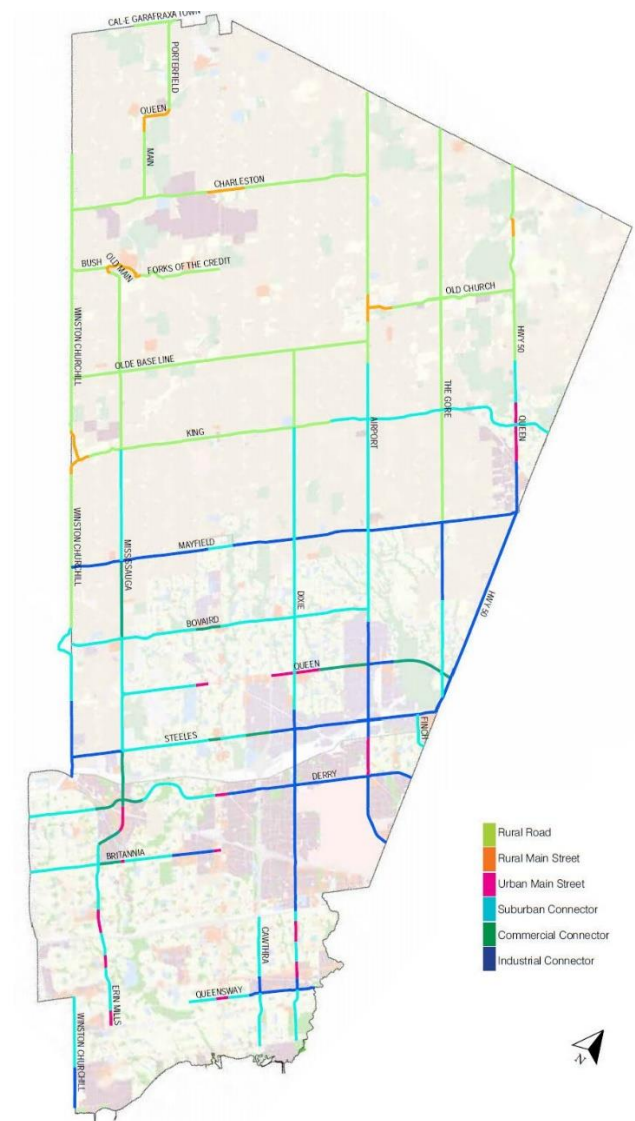 CAL-E GARAFRAXA TOWN
PORTERFIELD
QUEEN
MAIN
CHARLESTON
BUSH
OLD MAIN
FORKS OF THE CREDIT
OLD CHURCH
WINSTON CHURCHILL
HWY 50
OLDE BASE LINE
THE GORE
AIRPORT
KING
QUEEN
WINSTON CHURCHILL
MISSISSAUGA
MAYFIELD
DIXIE
HWY 50
BOVAIRD
QUEEN
STEELES
FINCH
DERRY
BRITANNIA
CAWTHRA
ERIN MILLS
QUEENSWAY
WINSTON CHURCHILL
Rural Road
Rural Main Street
Urban Main Street
Suburban Connector
Commercial Connector
Industrial Connector
N